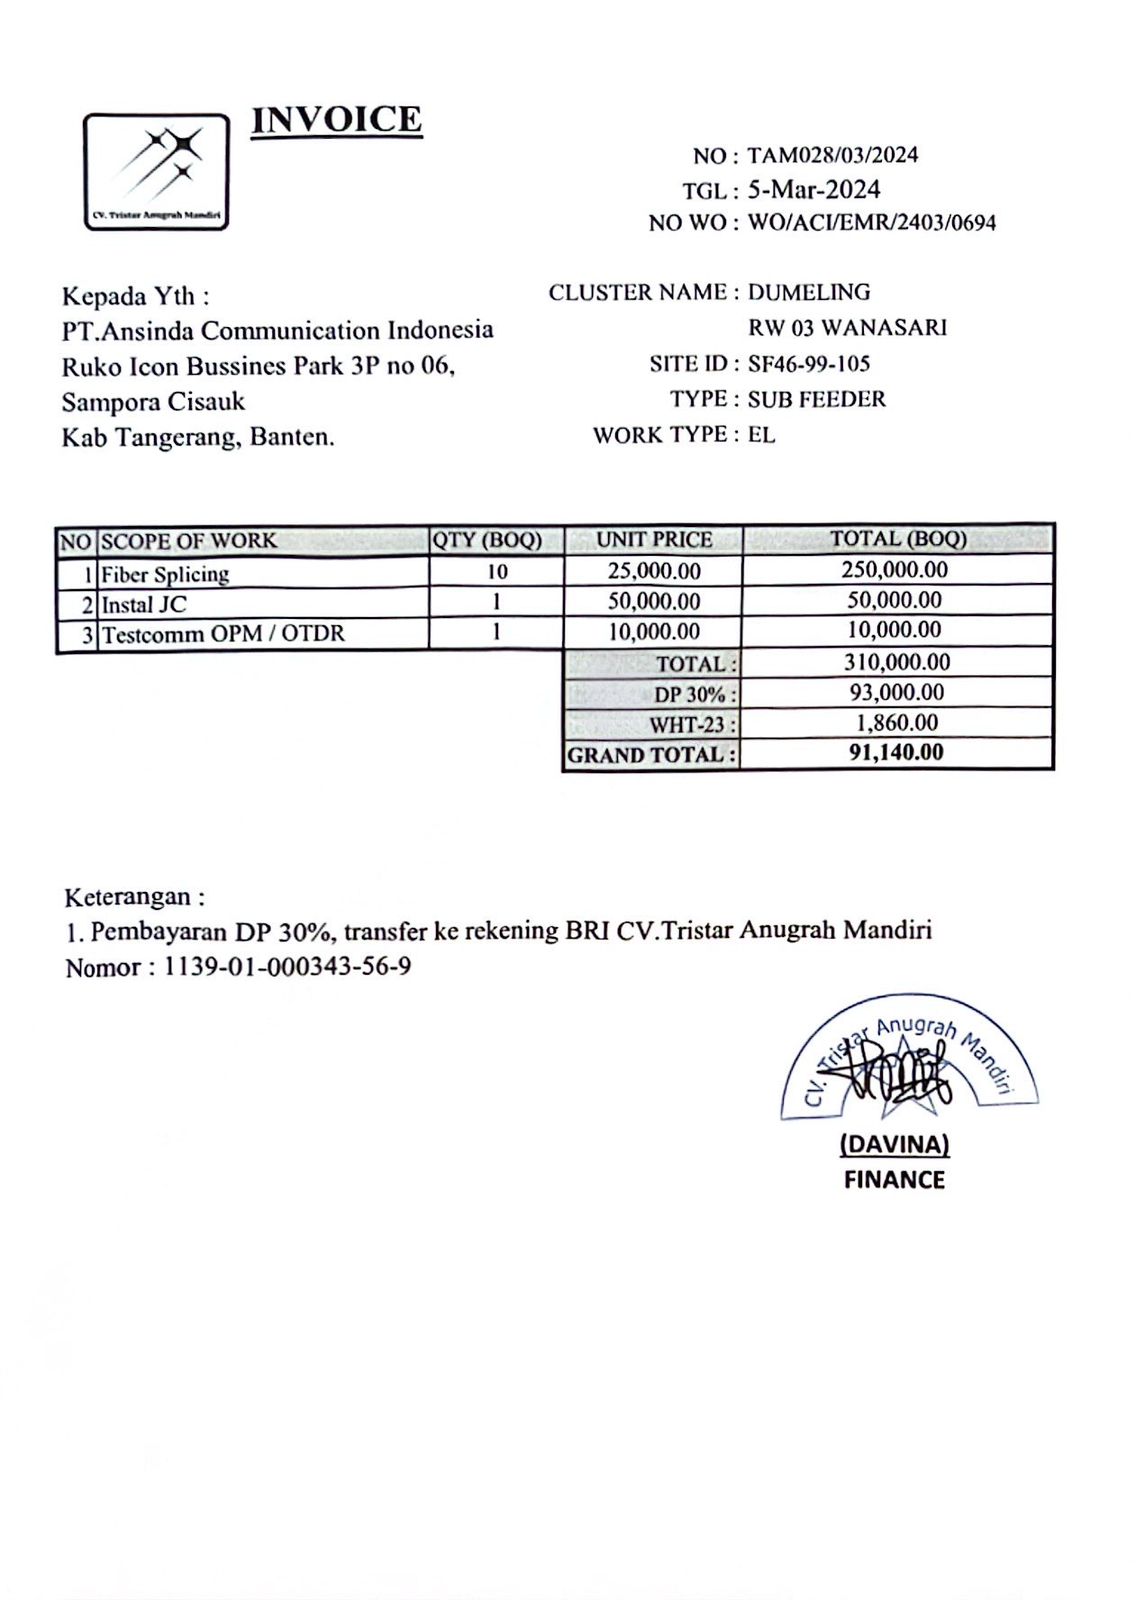 INVOICE
CV. Tristar Anugrah Mandiri
NO : TAM028/03/2024
TGL : 5-Mar-2024
NO WO : WO/ACI/EMR/2403/0694
Kepada Yth :
PT.Ansinda Communication Indonesia
Ruko Icon Bussines Park 3P no 06,
Sampora Cisauk
Kab Tangerang, Banten.
CLUSTER NAME : DUMELING
RW 03 WANASARI
SITE ID : SF46-99-105
TYPE : SUB FEEDER
WORK TYPE : EL
NO SCOPE OF WORK QTY (BOQ) UNIT PRICE TOTAL (BOQ)
1 Fiber Splicing 10 25,000.00 250,000.00
2 Instal JC 1 50,000.00 50,000.00
3 Testcomm OPM / OTDR 1 10,000.00 10,000.00
TOTAL : 310,000.00
DP 30% : 93,000.00
WHT-23 : 1,860.00
GRAND TOTAL : 91,140.00
Keterangan :
1. Pembayaran DP 30%, transfer ke rekening BRI CV.Tristar Anugrah Mandiri
Nomor : 1139-01-000343-56-9
CV. Tristar Anugrah Mandiri
(DAVINA)
FINANCE